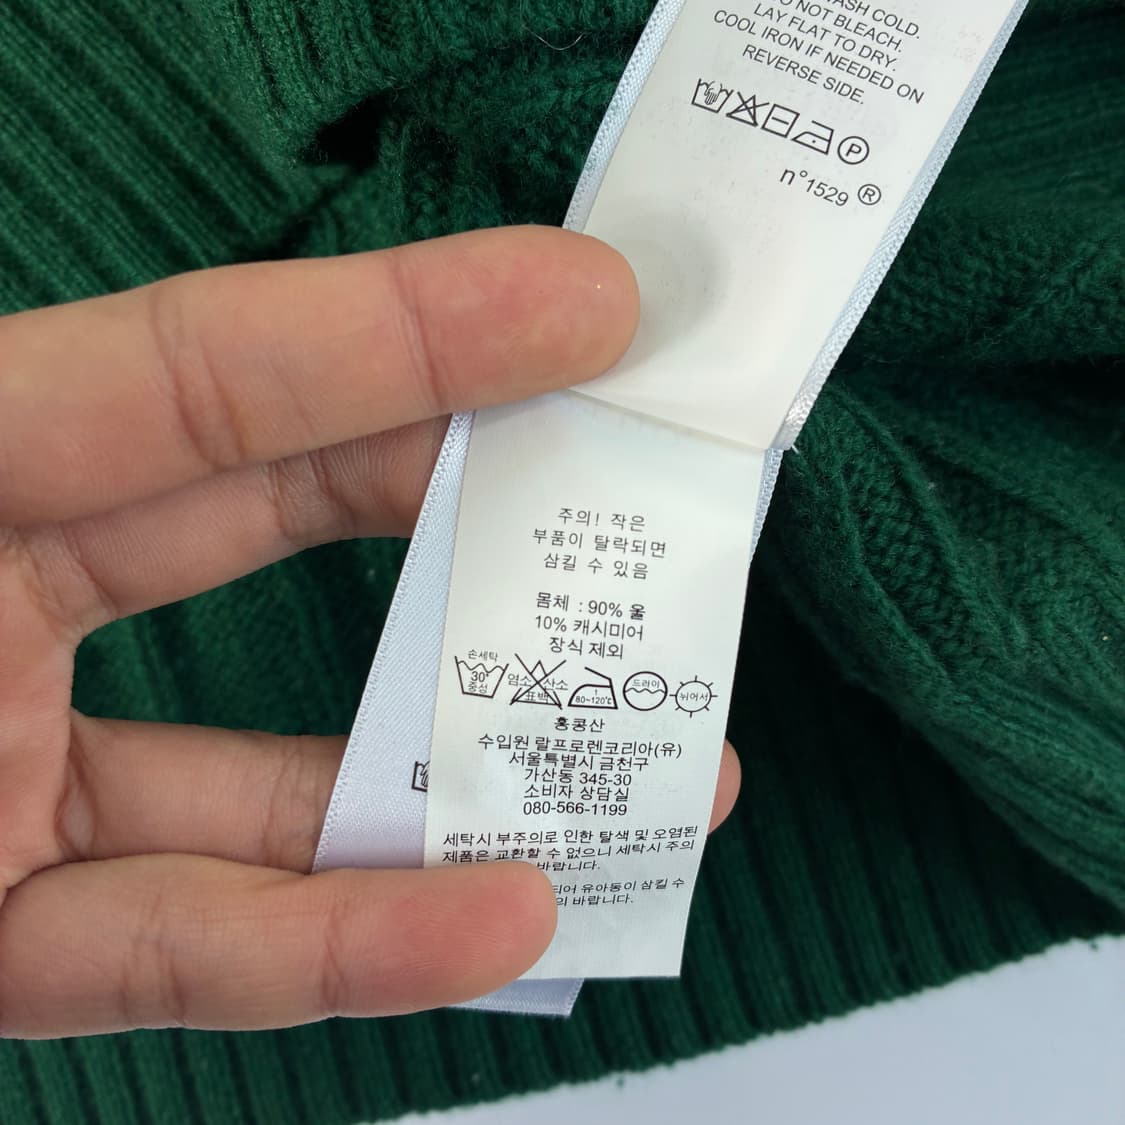 ASH COLD.
NOT BLEACH.
LAY FLAT TO DRY.
COOL IRON IF NEEDED ON
REVERSE SIDE.
P
n°1529 ®
주의! 작은
부품이 탈락되면
삼킬 수 있음
몸체 : 90% 울
10% 캐시미어
장식 제외
손세탁 30° 중성 염소 산소 표백 1 80~120℃ 드라이 뉘어서
홍콩산
수입원 랄프로렌코리아(유)
서울특별시 금천구
가산동 345-30
소비자 상담실
080-566-1199
세탁시 부주의로 인한 탈색 및 오염된
제품은 교환할 수 없으니 세탁시 주의
바랍니다.
되어 유아동이 삼킬 수
의 바랍니다.